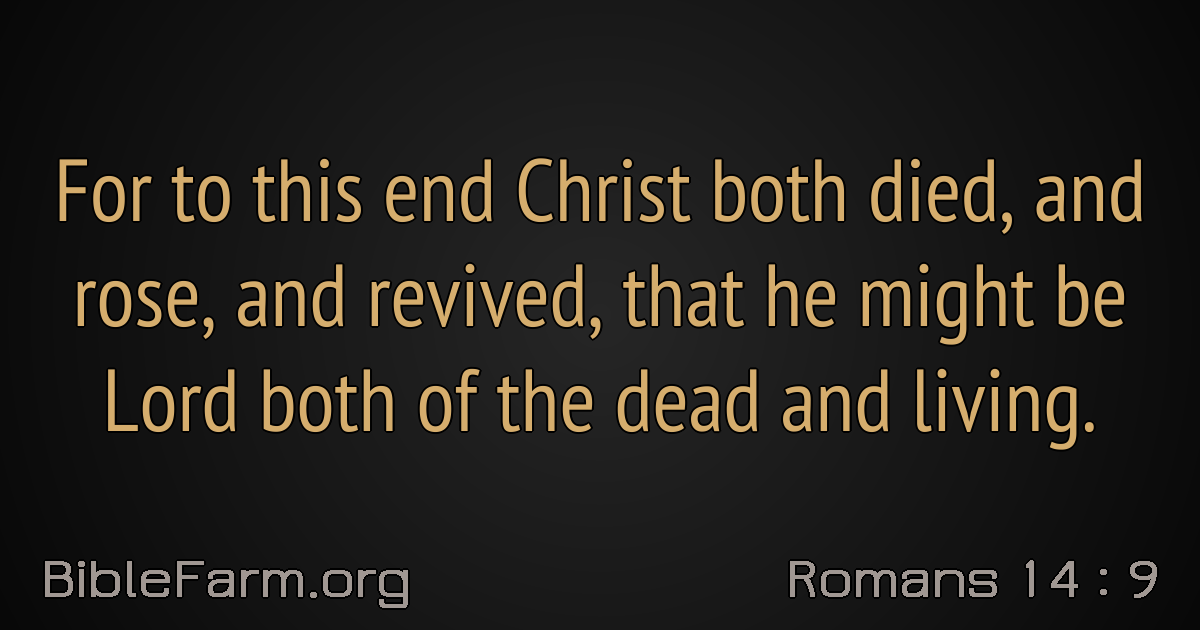 For to this end Christ both died, and
rose, and revived, that he might be
Lord both of the dead and living.
BibleFarm.org
Romans 14 : 9